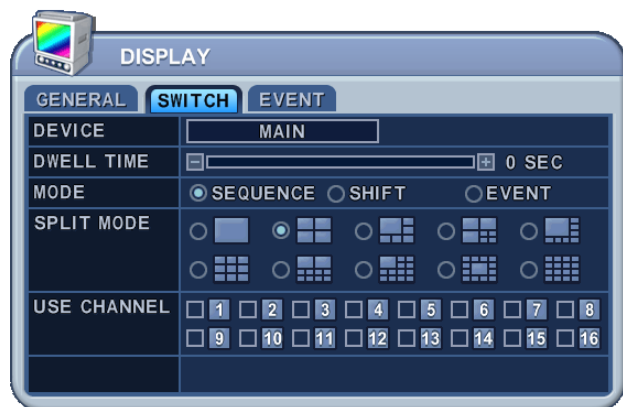 DISPLAY
GENERAL SWITCH EVENT
DEVICE MAIN
DWELL TIME 0 SEC
MODE SEQUENCE SHIFT EVENT
SPLIT MODE
USE CHANNEL 1 2 3 4 5 6 7 8
9 10 11 12 13 14 15 16